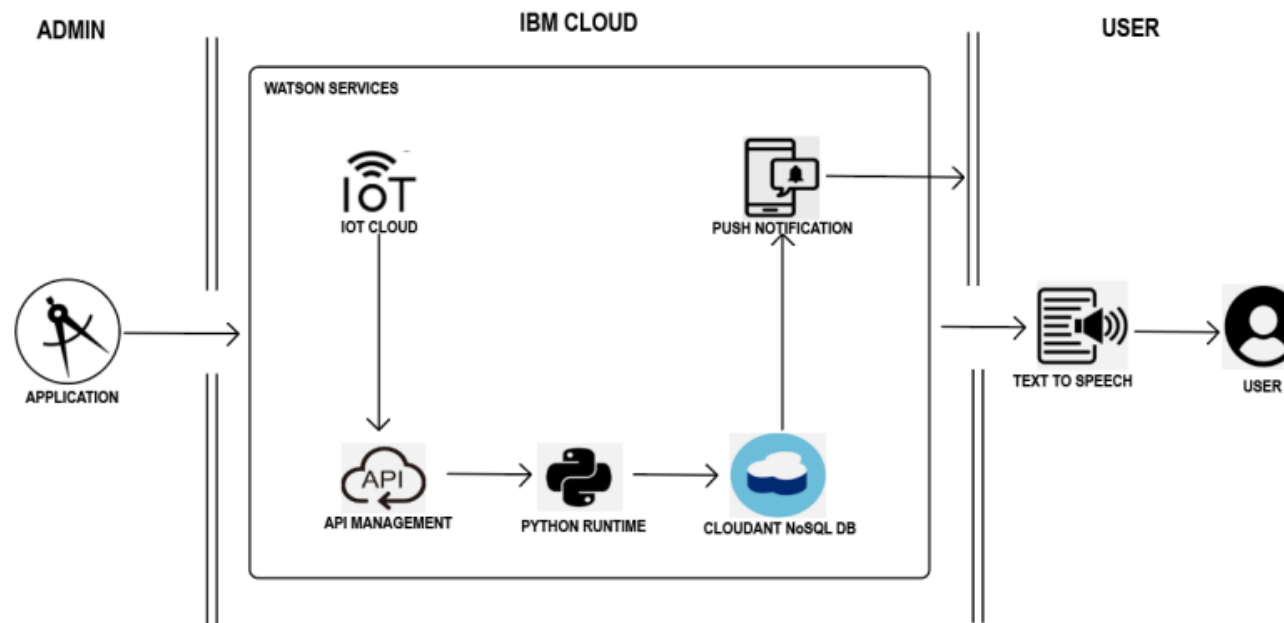 ADMIN
IBM CLOUD
USER
WATSON SERVICES
IOT
IOT CLOUD
PUSH NOTIFICATION
APPLICATION
TEXT TO SPEECH
USER
API
API MANAGEMENT
PYTHON RUNTIME
CLOUDANT NoSQL DB